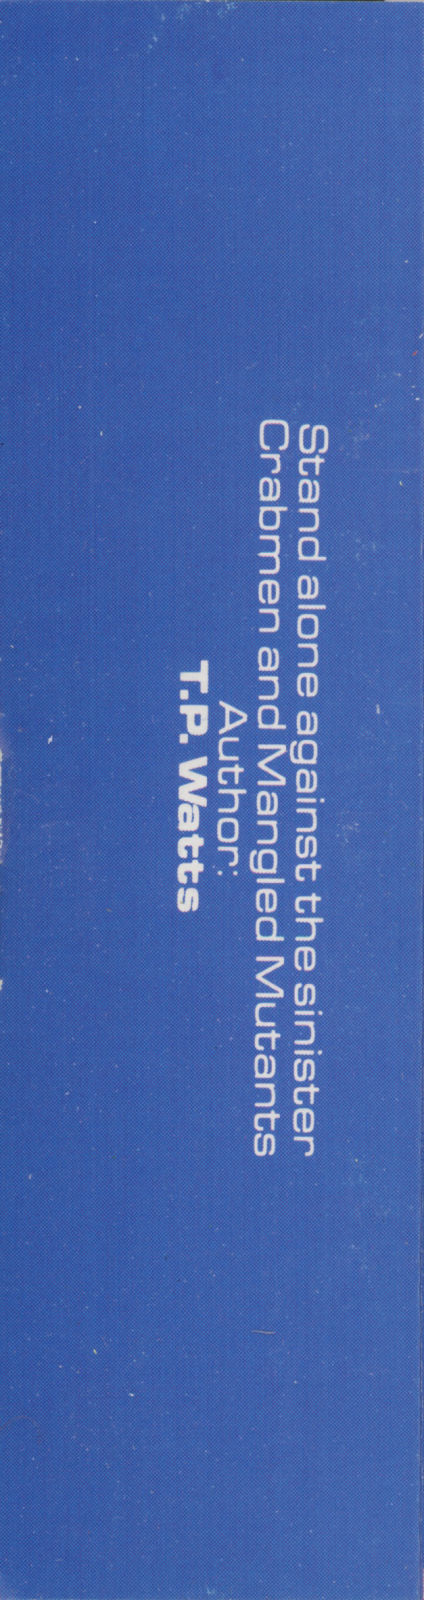 Stand alone against the sinister
Crabmen and Mangled Mutants
Author:
T.P. Watts